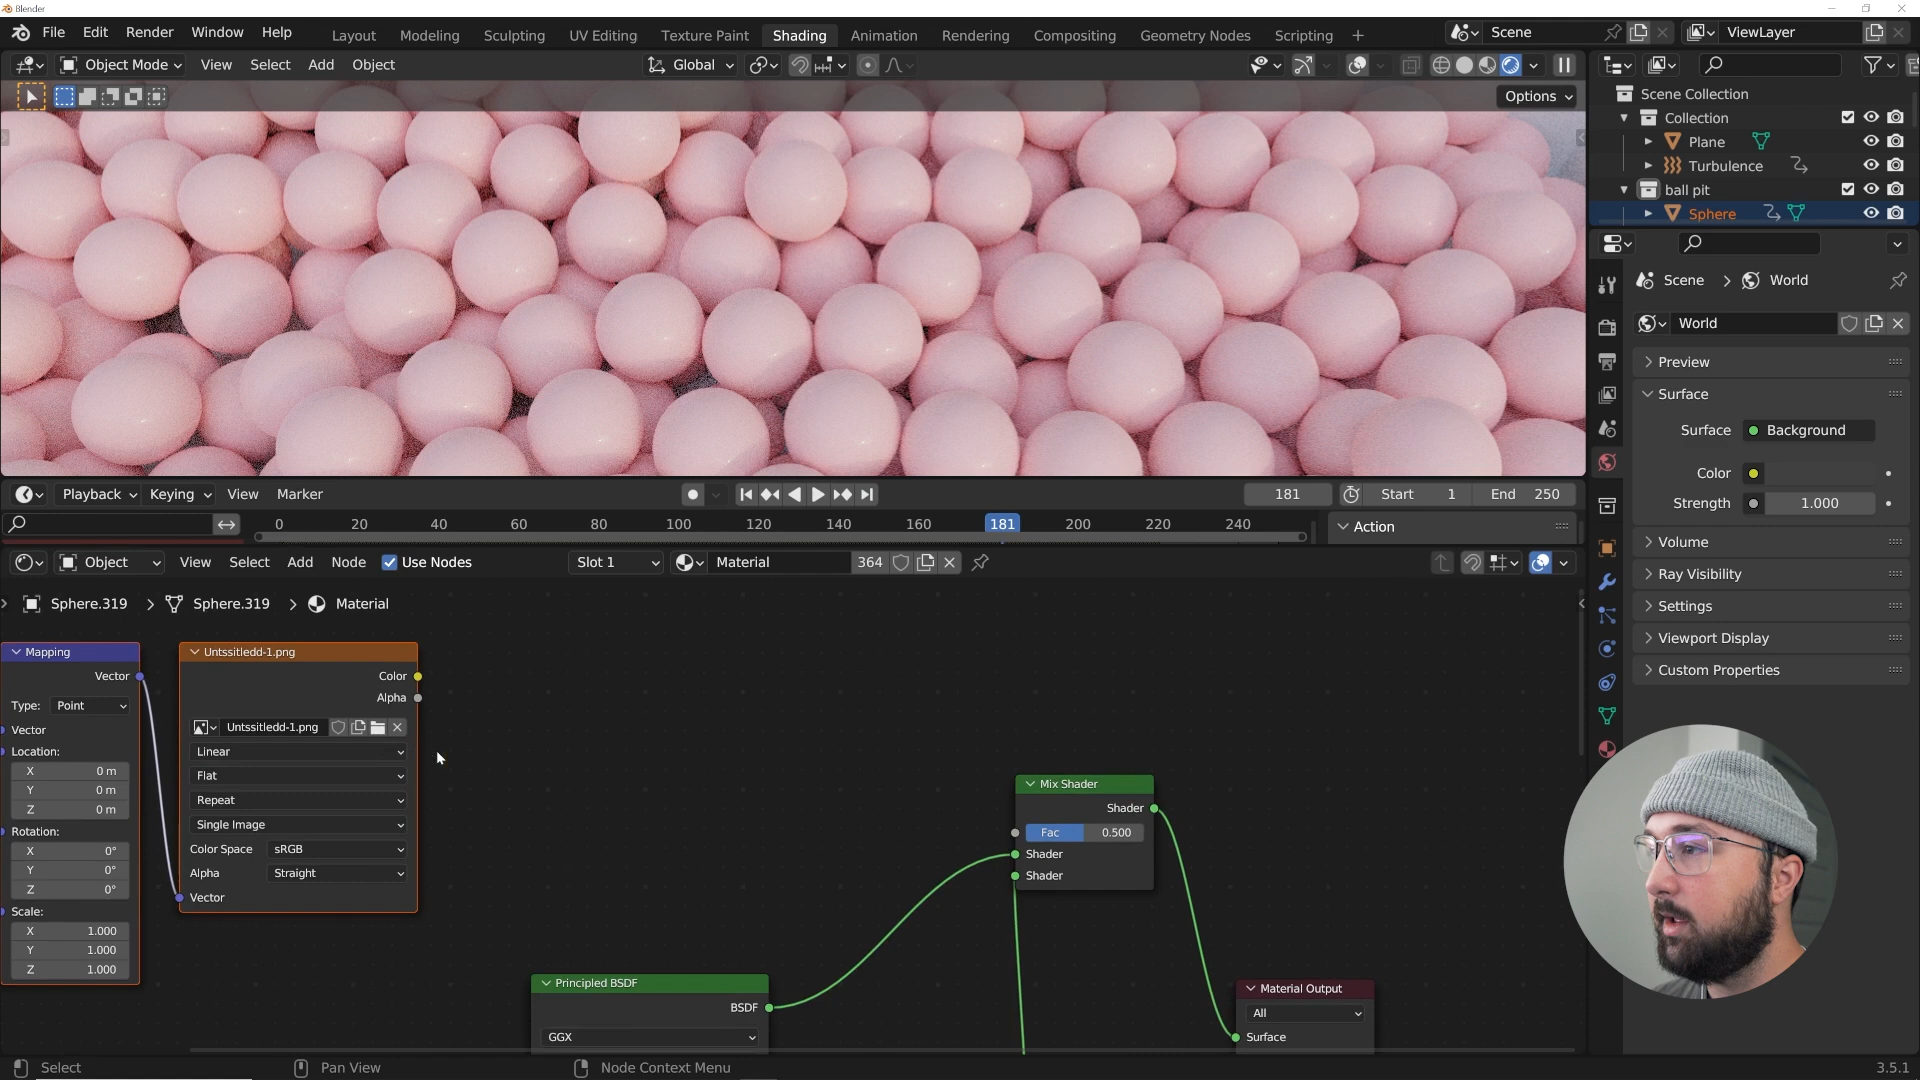 Blender
File Edit Render Window Help
Layout Modeling Sculpting UV Editing Texture Paint Shading Animation Rendering Compositing Geometry Nodes Scripting +
Scene
ViewLayer
Object Mode View Select Add Object
Global
Options
Scene Collection
Collection
Plane
Turbulence
ball pit
Sphere
Scene > World
World
Preview
Surface
Surface Background
Color
Strength 1.000
Volume
Ray Visibility
Settings
Viewport Display
Custom Properties
Playback Keying View Marker
181 Start 1 End 250
0 20 40 60 80 100 120 140 160 181 200 220 240
Action
Object View Select Add Node Use Nodes Slot 1 Material 364
Sphere.319 > Sphere.319 > Material
Mapping
Vector
Type: Point
Vector
Location:
X 0 m
Y 0 m
Z 0 m
Rotation:
X 0°
Y 0°
Z 0°
Scale:
X 1.000
Y 1.000
Z 1.000
Untssitledd-1.png
Color
Alpha
Untssitledd-1.png
Linear
Flat
Repeat
Single Image
Color Space sRGB
Alpha Straight
Vector
Mix Shader
Shader
Fac 0.500
Shader
Shader
Principled BSDF
BSDF
GGX
Material Output
All
Surface
Select Pan View Node Context Menu 3.5.1